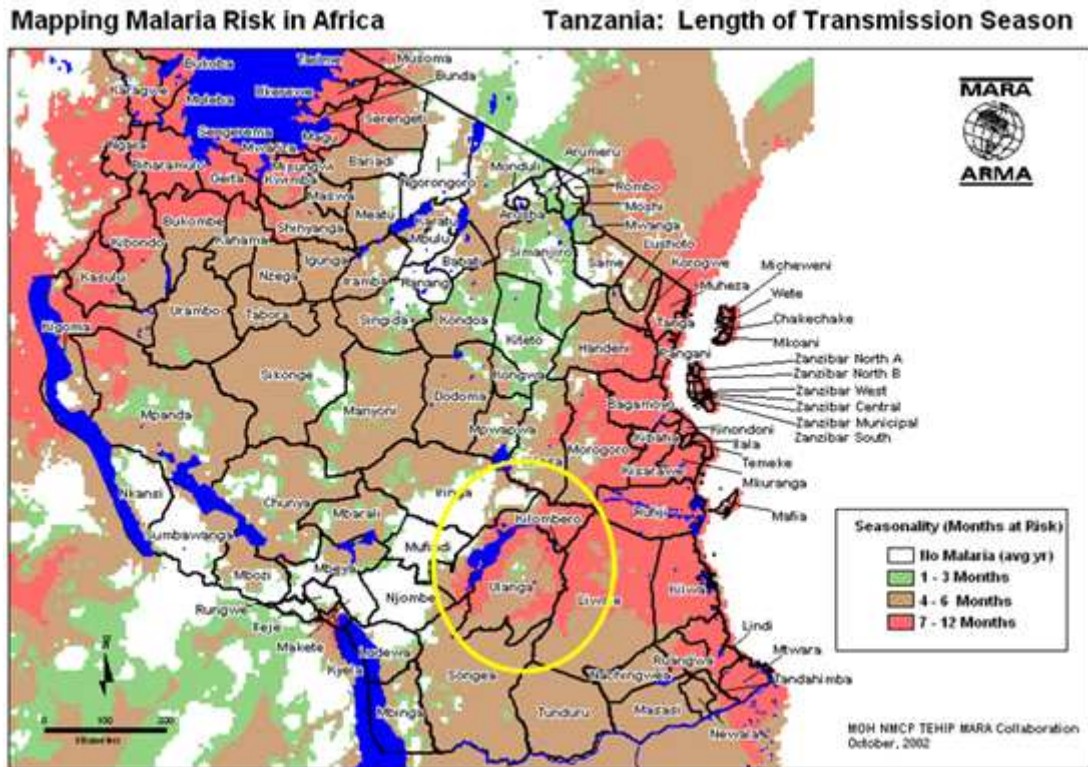 Mapping Malaria Risk in Africa
Tanzania: Length of Transmission Season
MARA
ARMA
Bukoba
Tarime
Musoma
Bunda
Karagwe
Muleba
Ukerewe
Serengeti
Ngara
Sengerema
Mwanza
Magu
Biharamulo
Geita
Misungwi
Kwimba
Bariadi
Maswa
Ngorongoro
Monduli
Arumeru
Hai
Rombo
Moshi
Mwanga
Lushoto
Korogwe
Muheza
Bukombe
Kahama
Shinyanga
Meatu
Karatu
Mbulu
Arusha
Simanjiro
Same
Kibondo
Kasulu
Nzega
Igunga
Iramba
Babati
Hanang
Micheweni
Wete
Chakechake
Mkoani
Kigoma
Urambo
Tabora
Singida
Kondoa
Kiteto
Handeni
Tanga
Pangani
Zanzibar North A
Zanzibar North B
Zanzibar West
Zanzibar Central
Zanzibar Municipal
Zanzibar South
Sikonge
Manyoni
Dodoma
Kongwa
Mpanda
Mpwapwa
Bagamoyo
Kinondoni
Ilala
Temeke
Mkuranga
Mafia
Morogoro
Kibaha
Kisarawe
Nkansi
Sumbawanga
Chunya
Mbarali
Iringa
Kilombero
Rufiji
Mufindi
Mbozi
Mbeya
Njombe
Ulanga
Liwale
Kilwa
Rungwe
Ileje
Makete
Kyela
Ludewa
Songea
Mbinga
Tunduru
Nachingwea
Ruangwa
Masasi
Lindi
Mtwara
Tandahimba
Newala
Seasonality (Months at Risk)
No Malaria (avg yr)
1 - 3 Months
4 - 6 Months
7 - 12 Months
0 100 200
MOH NMCP TEHIP MARA Collaboration
October, 2002